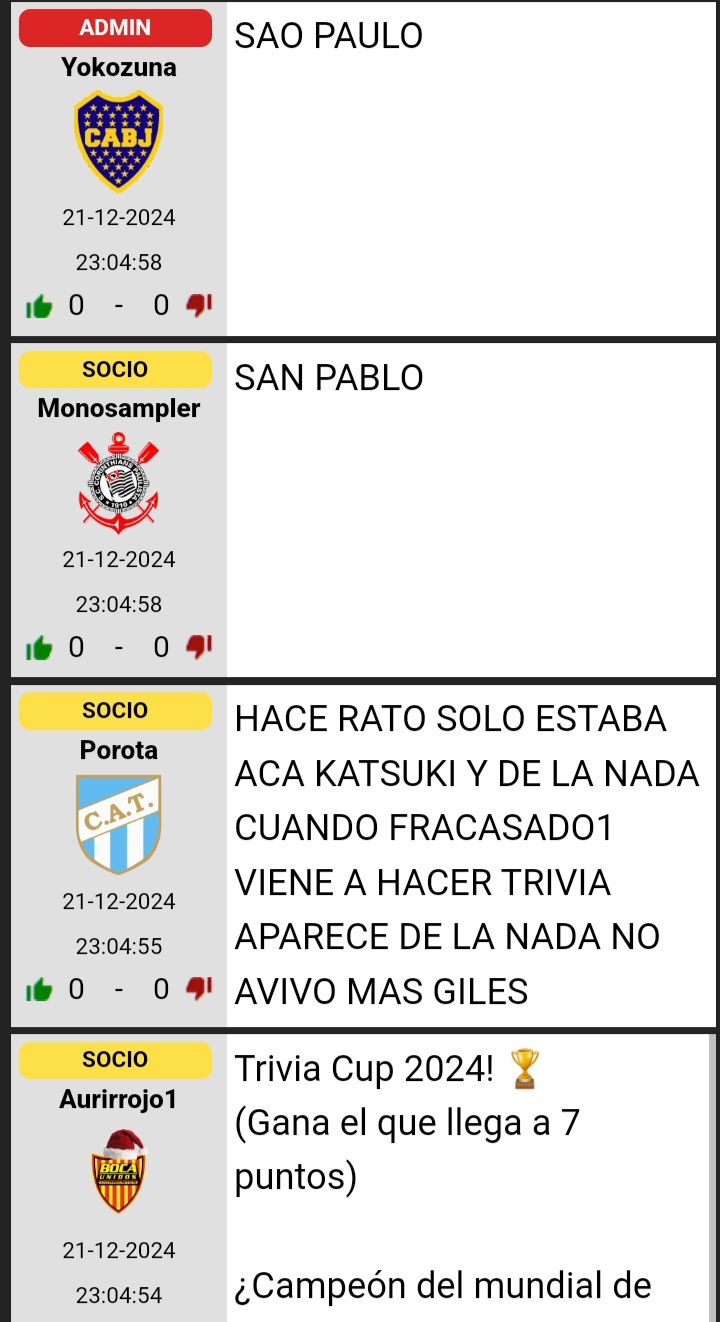 ADMIN
Yokozuna
CABJ
21-12-2024
23:04:58
0 - 0
SAO PAULO
SOCIO
Monosampler
21-12-2024
23:04:58
0 - 0
SAN PABLO
SOCIO
Porota
C.A.T.
21-12-2024
23:04:55
0 - 0
HACE RATO SOLO ESTABA
ACA KATSUKI Y DE LA NADA
CUANDO FRACASADO1
VIENE A HACER TRIVIA
APARECE DE LA NADA NO
AVIVO MAS GILES
SOCIO
Aurirrojo1
BOCA
UNIDOS
21-12-2024
23:04:54
Trivia Cup 2024! 🏆
(Gana el que llega a 7
puntos)
¿Campeón del mundial de